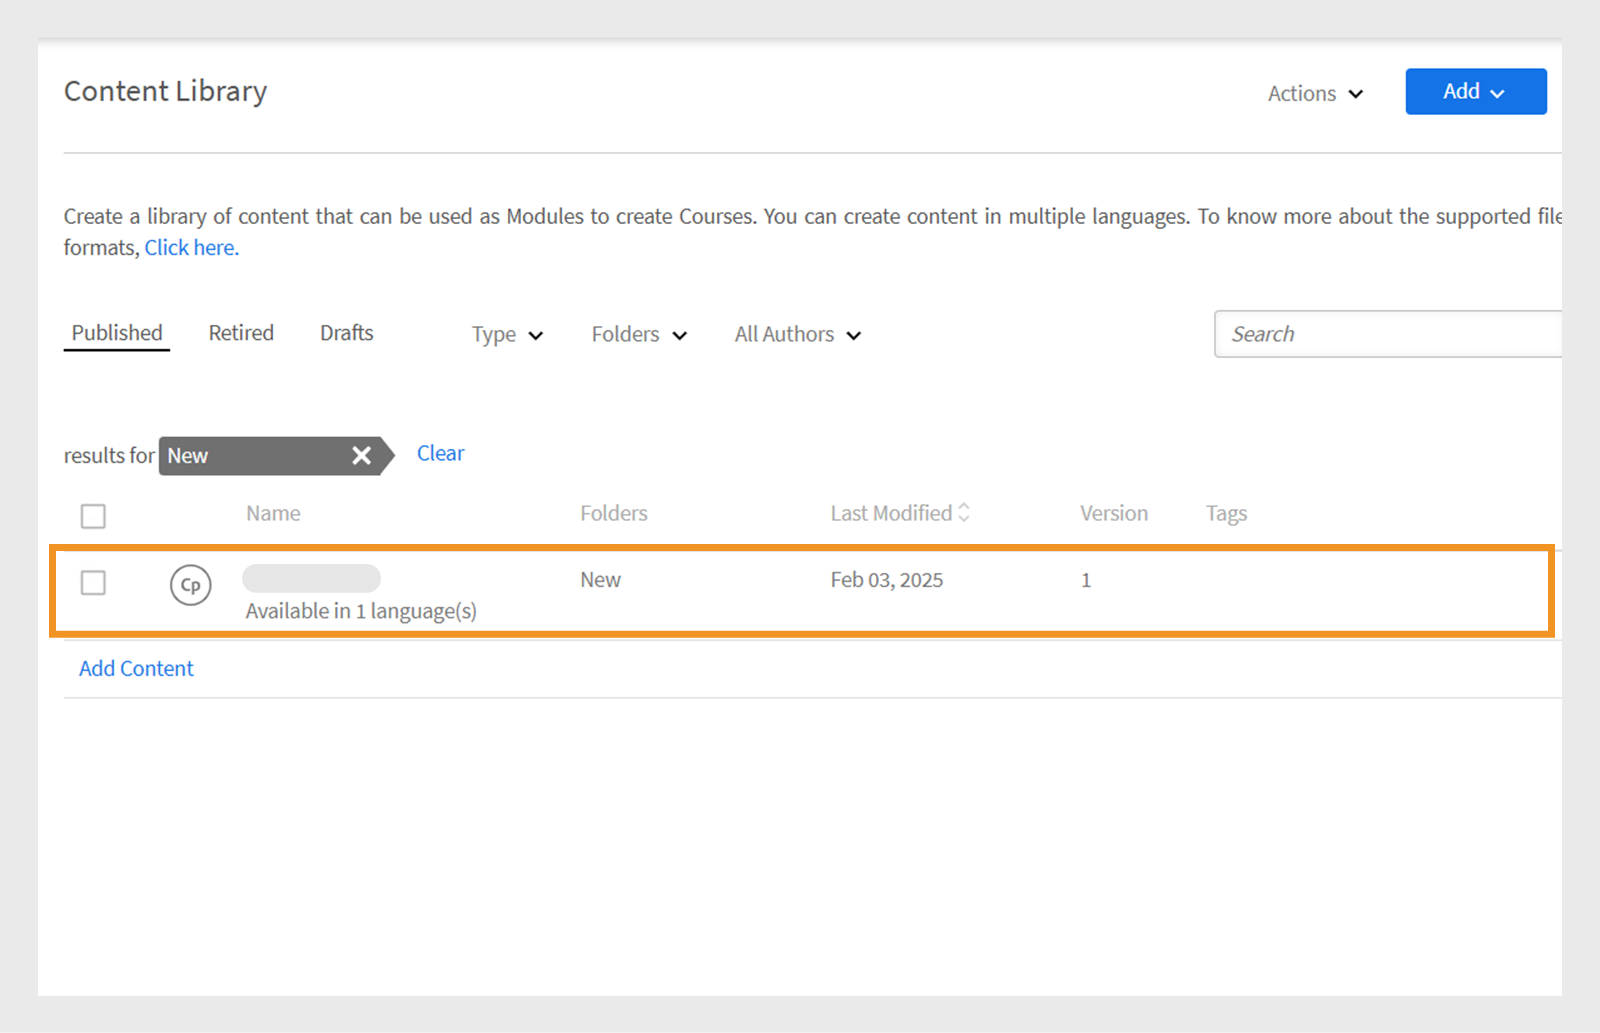 Content Library
Actions
Add
Create a library of content that can be used as Modules to create Courses. You can create content in multiple languages. To know more about the supported file
formats, Click here.
Published Retired Drafts Type Folders All Authors Search
results for New Clear
Name Folders Last Modified Version Tags
Cp New Feb 03, 2025 1
Available in 1 language(s)
Add Content